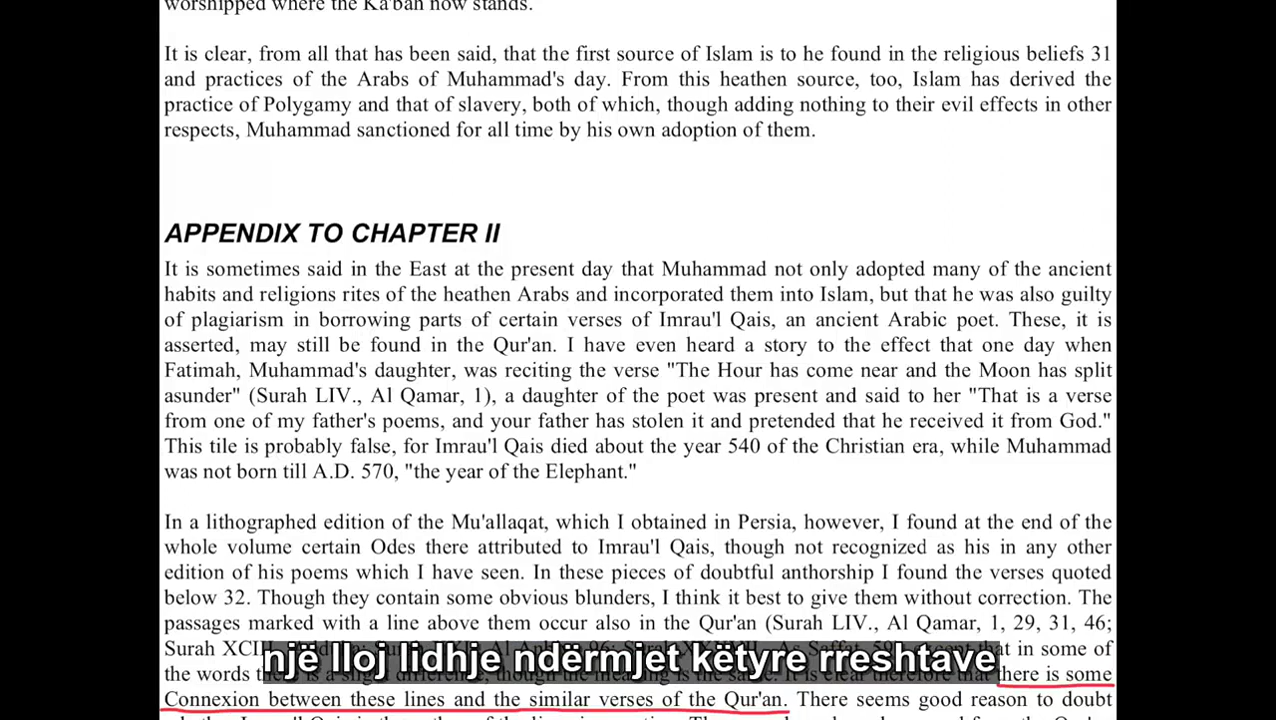 worshipped where the Ka'bah now stands.
It is clear, from all that has been said, that the first source of Islam is to he found in the religious beliefs 31
and practices of the Arabs of Muhammad's day. From this heathen source, too, Islam has derived the
practice of Polygamy and that of slavery, both of which, though adding nothing to their evil effects in other
respects, Muhammad sanctioned for all time by his own adoption of them.
APPENDIX TO CHAPTER II
It is sometimes said in the East at the present day that Muhammad not only adopted many of the ancient
habits and religions rites of the heathen Arabs and incorporated them into Islam, but that he was also guilty
of plagiarism in borrowing parts of certain verses of Imrau'l Qais, an ancient Arabic poet. These, it is
asserted, may still be found in the Qur'an. I have even heard a story to the effect that one day when
Fatimah, Muhammad's daughter, was reciting the verse "The Hour has come near and the Moon has split
asunder" (Surah LIV., Al Qamar, 1), a daughter of the poet was present and said to her "That is a verse
from one of my father's poems, and your father has stolen it and pretended that he received it from God."
This tile is probably false, for Imrau'l Qais died about the year 540 of the Christian era, while Muhammad
was not born till A.D. 570, "the year of the Elephant."
In a lithographed edition of the Mu'allaqat, which I obtained in Persia, however, I found at the end of the
whole volume certain Odes there attributed to Imrau'l Qais, though not recognized as his in any other
edition of his poems which I have seen. In these pieces of doubtful anthorship I found the verses quoted
below 32. Though they contain some obvious blunders, I think it best to give them without correction. The
passages marked with a line above them occur also in the Qur'an (Surah LIV., Al Qamar, 1, 29, 31, 46;
Surah that in some of
një lloj lidhje ndërmjet këtyre rreshtave
the words there is a slight difference, though the meaning is the same. It is clear therefore that there is some
Connexion between these lines and the similar verses of the Qur'an. There seems good reason to doubt